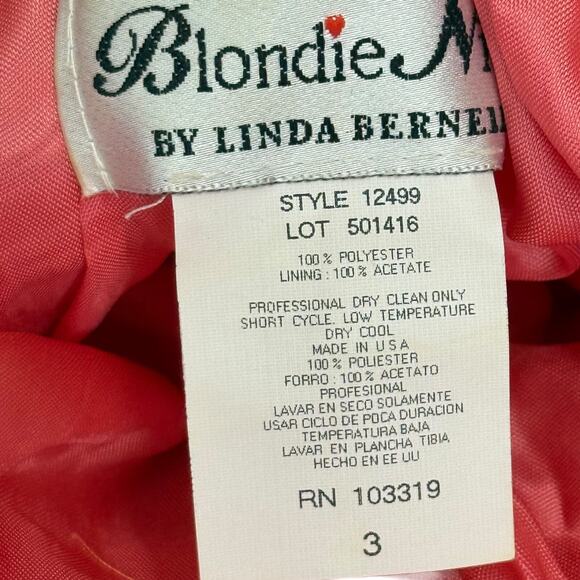 Blondie M
BY LINDA BERNELL
STYLE 12499
LOT 501416
100% POLYESTER
LINING : 100% ACETATE
PROFESSIONAL DRY CLEAN ONLY
SHORT CYCLE, LOW TEMPERATURE
DRY COOL
MADE IN U S A
100% POLIESTER
FORRO : 100% ACETATO
PROFESIONAL
LAVAR EN SECO SOLAMENTE
USAR CICLO DE POCA DURACION
TEMPERATURA BAJA
LAVAR EN PLANCHA TIBIA
HECHO EN EE UU
RN 103319
3